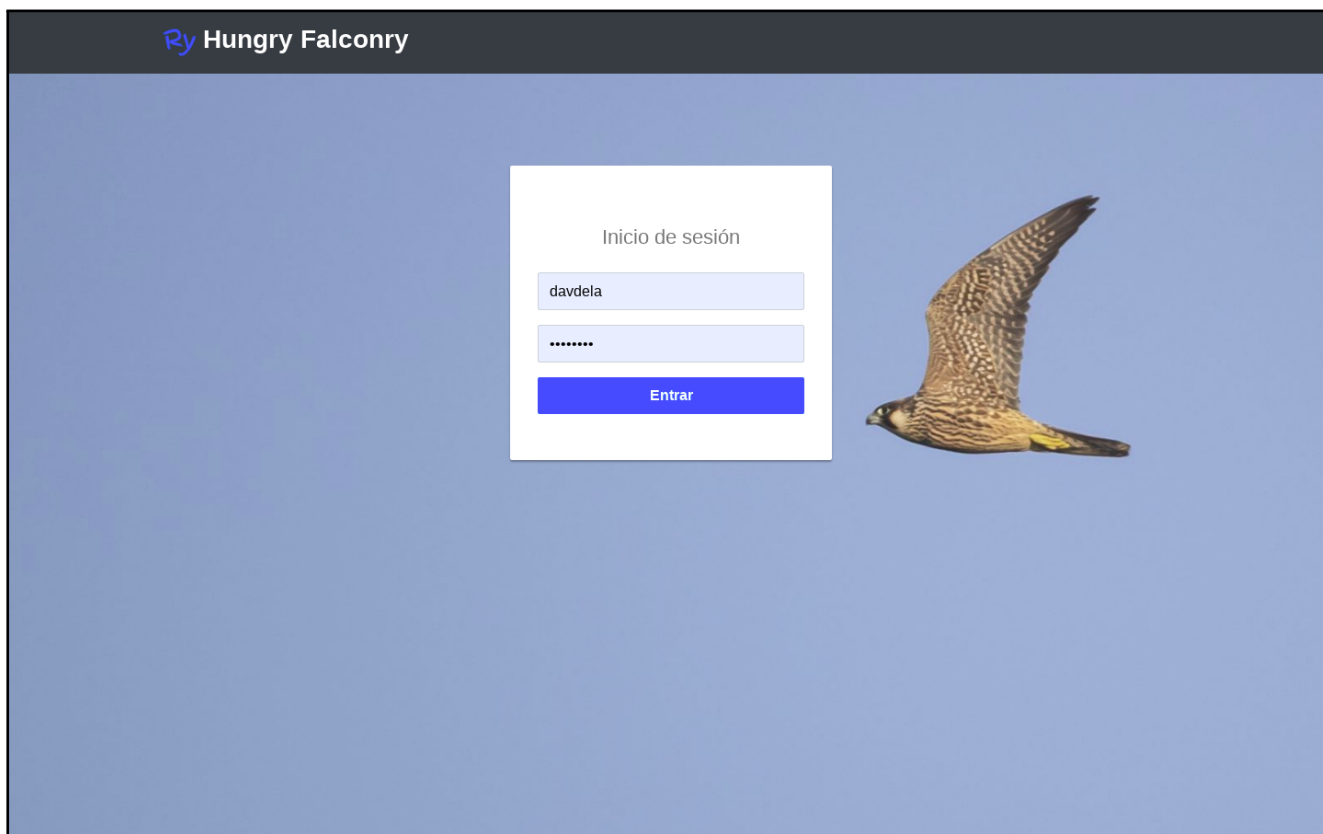 Ry Hungry Falconry
Inicio de sesión
davdela
••••••••
Entrar